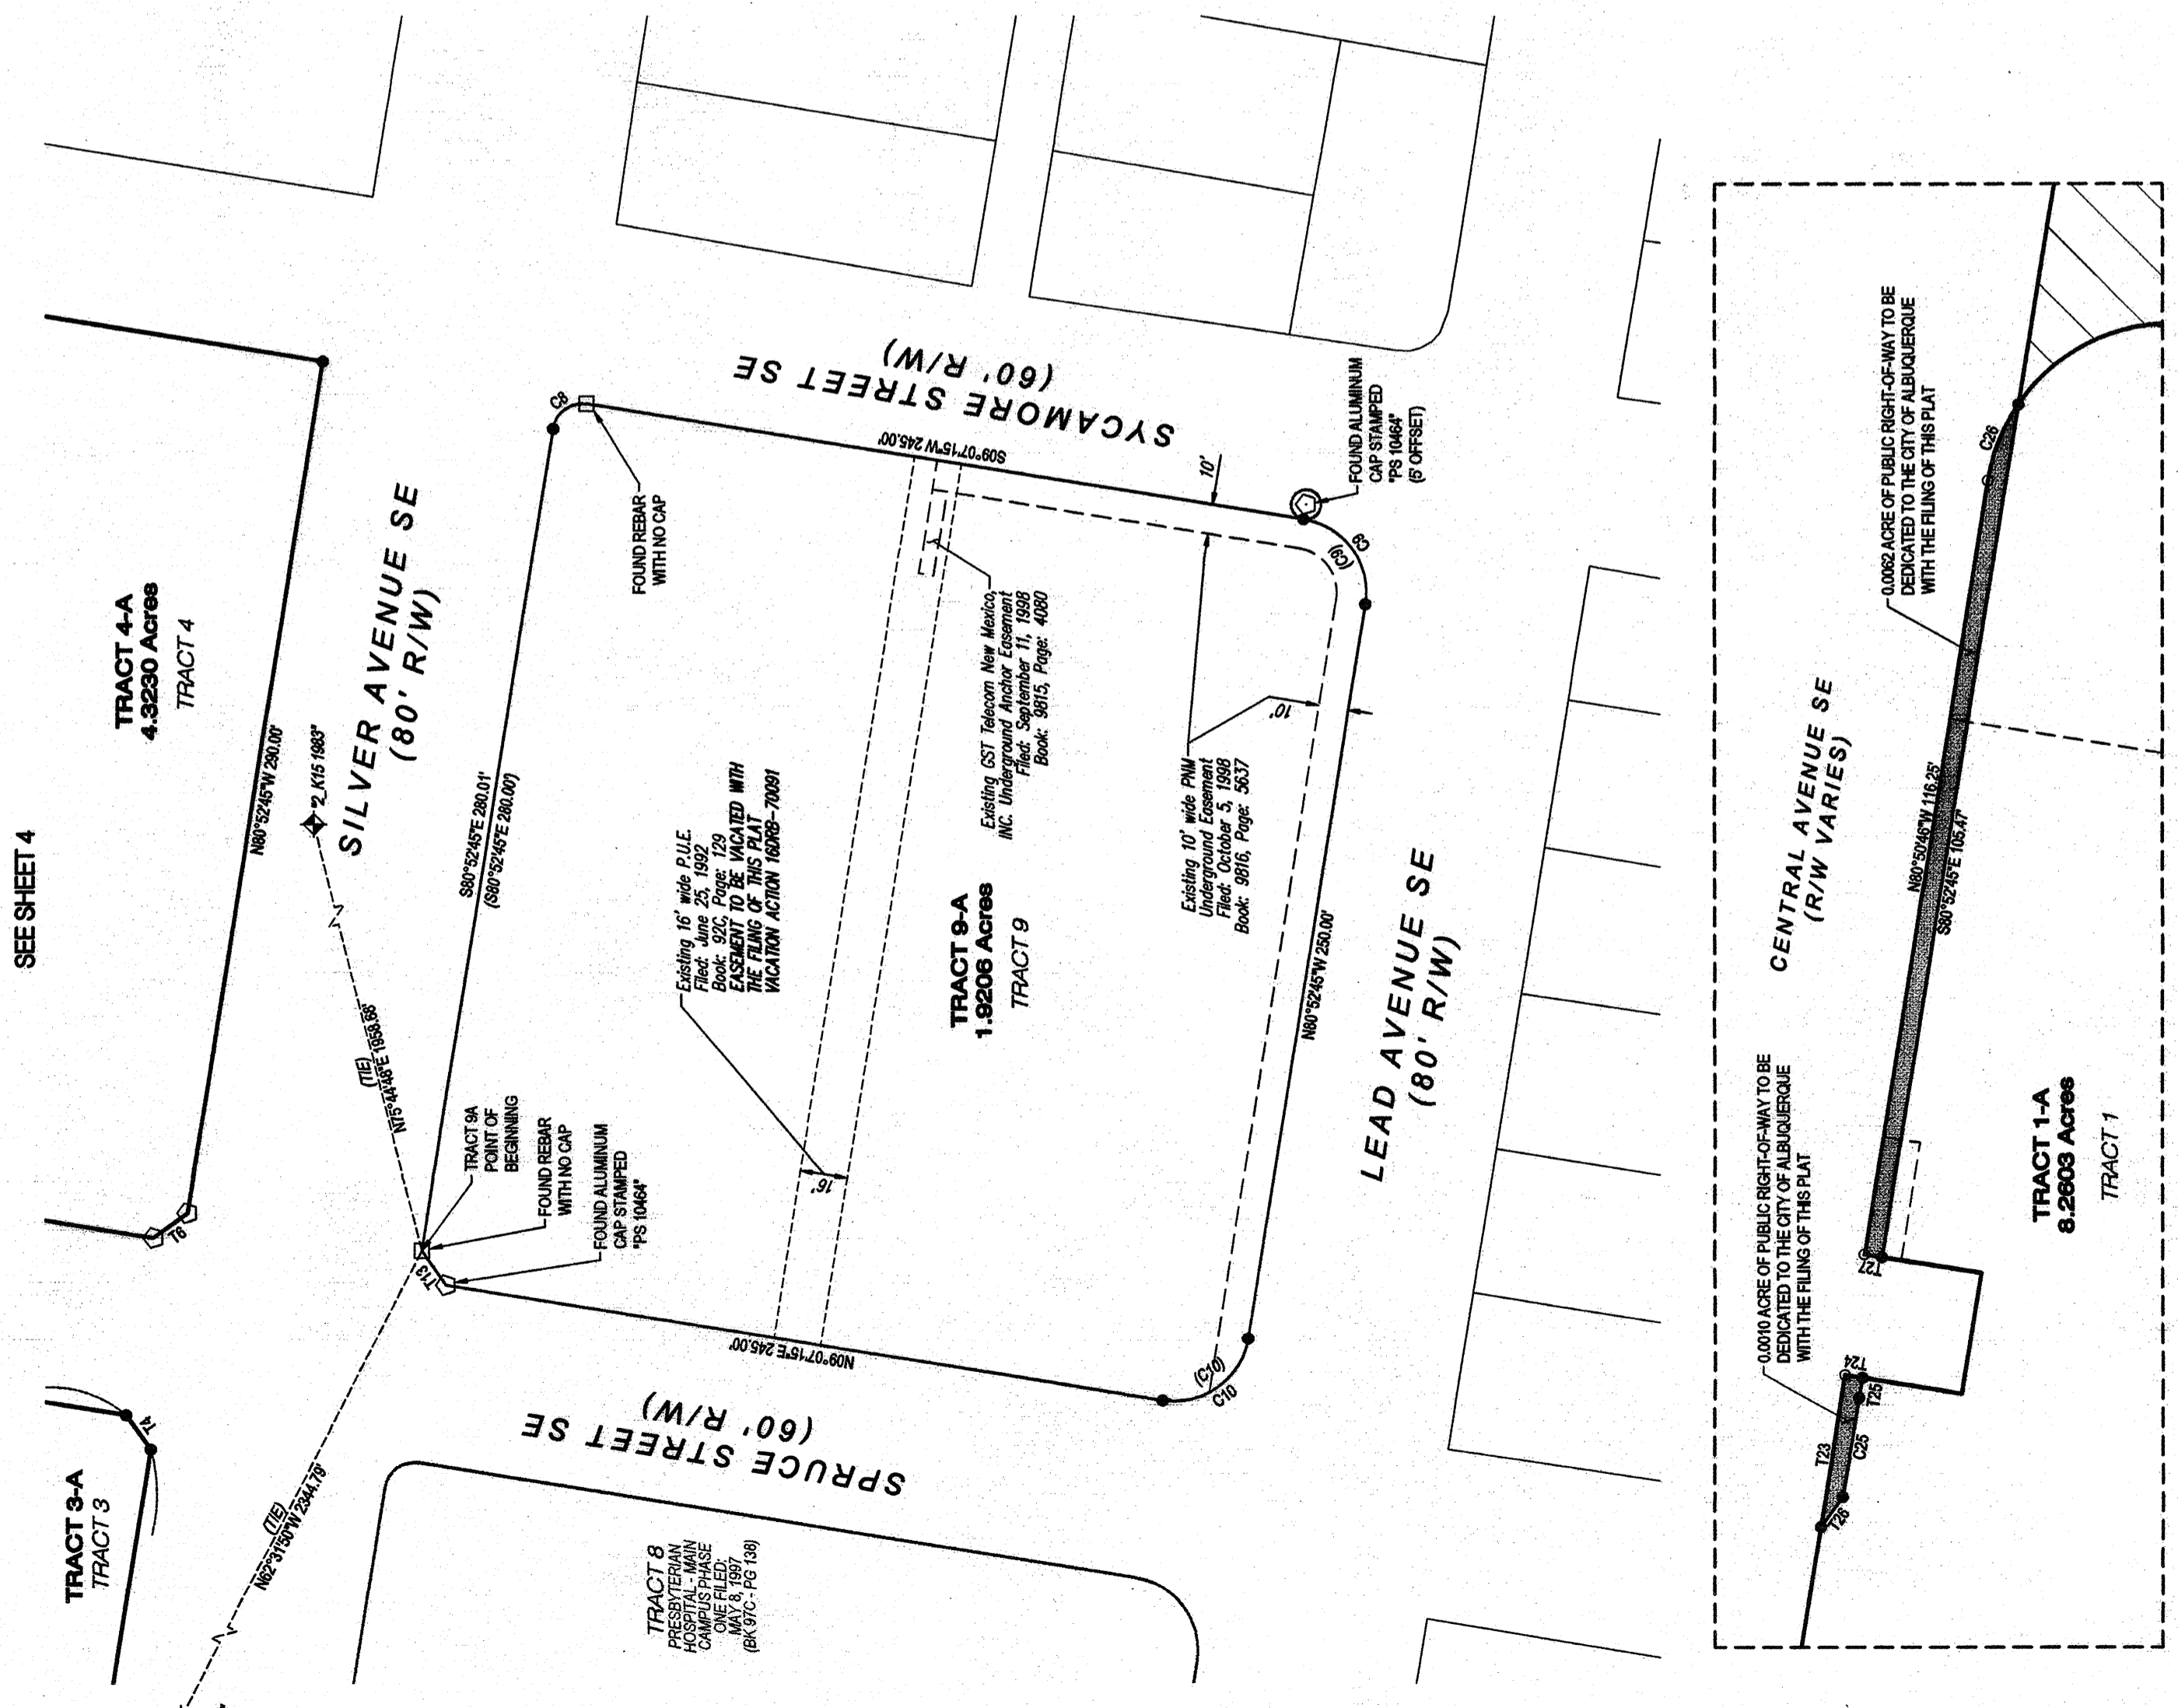 SEE SHEET 4
TRACT 4-A
4.3230 Acres
TRACT 4
N80°52'45"W 290.00'
"2_K15 1983"
SILVER AVENUE SE
(80' R/W)
(TIE)
N75°44'48"E 1958.68'
T6
TRACT 3-A
TRACT 3
T4
(TIE)
N62°31'50"W 2344.79'
S80°52'45"E 280.01'
(S80°52'45"E 280.00')
C8
FOUND REBAR
WITH NO CAP
S09°07'15"W 245.00'
SYCAMORE STREET SE
(60' R/W)
TRACT 9A
POINT OF
BEGINNING
FOUND REBAR
WITH NO CAP
FOUND ALUMINUM
CAP STAMPED
"PS 10464"
T13
Existing 16' wide P.U.E.
Filed: June 25, 1992
Book: 92C, Page: 129
EASEMENT TO BE VACATED WITH
THE FILING OF THIS PLAT
VACATION ACTION 16DRB-70091
16'
Existing GST Telecom New Mexico,
INC. Underground Anchor Easement
Filed: September 11, 1998
Book: 9815, Page: 4080
TRACT 9-A
1.9206 Acres
TRACT 9
Existing 10' wide PNM
Underground Easement
Filed: October 5, 1998
Book: 9816, Page: 5637
10'
10'
FOUND ALUMINUM
CAP STAMPED
"PS 10464"
(5' OFFSET)
(C9)
C9
N09°07'15"E 245.00'
SPRUCE STREET SE
(60' R/W)
(C10)
C10
N80°52'45"W 250.00'
LEAD AVENUE SE
(80' R/W)
TRACT 8
PRESBYTERIAN
HOSPITAL - MAIN
CAMPUS PHASE
ONE FILED:
MAY 8, 1997
(BK 97C - PG 138)
0.0010 ACRE OF PUBLIC RIGHT-OF-WAY TO BE
DEDICATED TO THE CITY OF ALBUQUERQUE
WITH THE FILING OF THIS PLAT
CENTRAL AVENUE SE
(R/W VARIES)
0.0062 ACRE OF PUBLIC RIGHT-OF-WAY TO BE
DEDICATED TO THE CITY OF ALBUQUERQUE
WITH THE FILING OF THIS PLAT
T23
T24
T25
C25
T26
T27
N80°50'46"W 116.25'
S80°52'45"E 105.47'
C26
TRACT 1-A
8.2603 Acres
TRACT 1